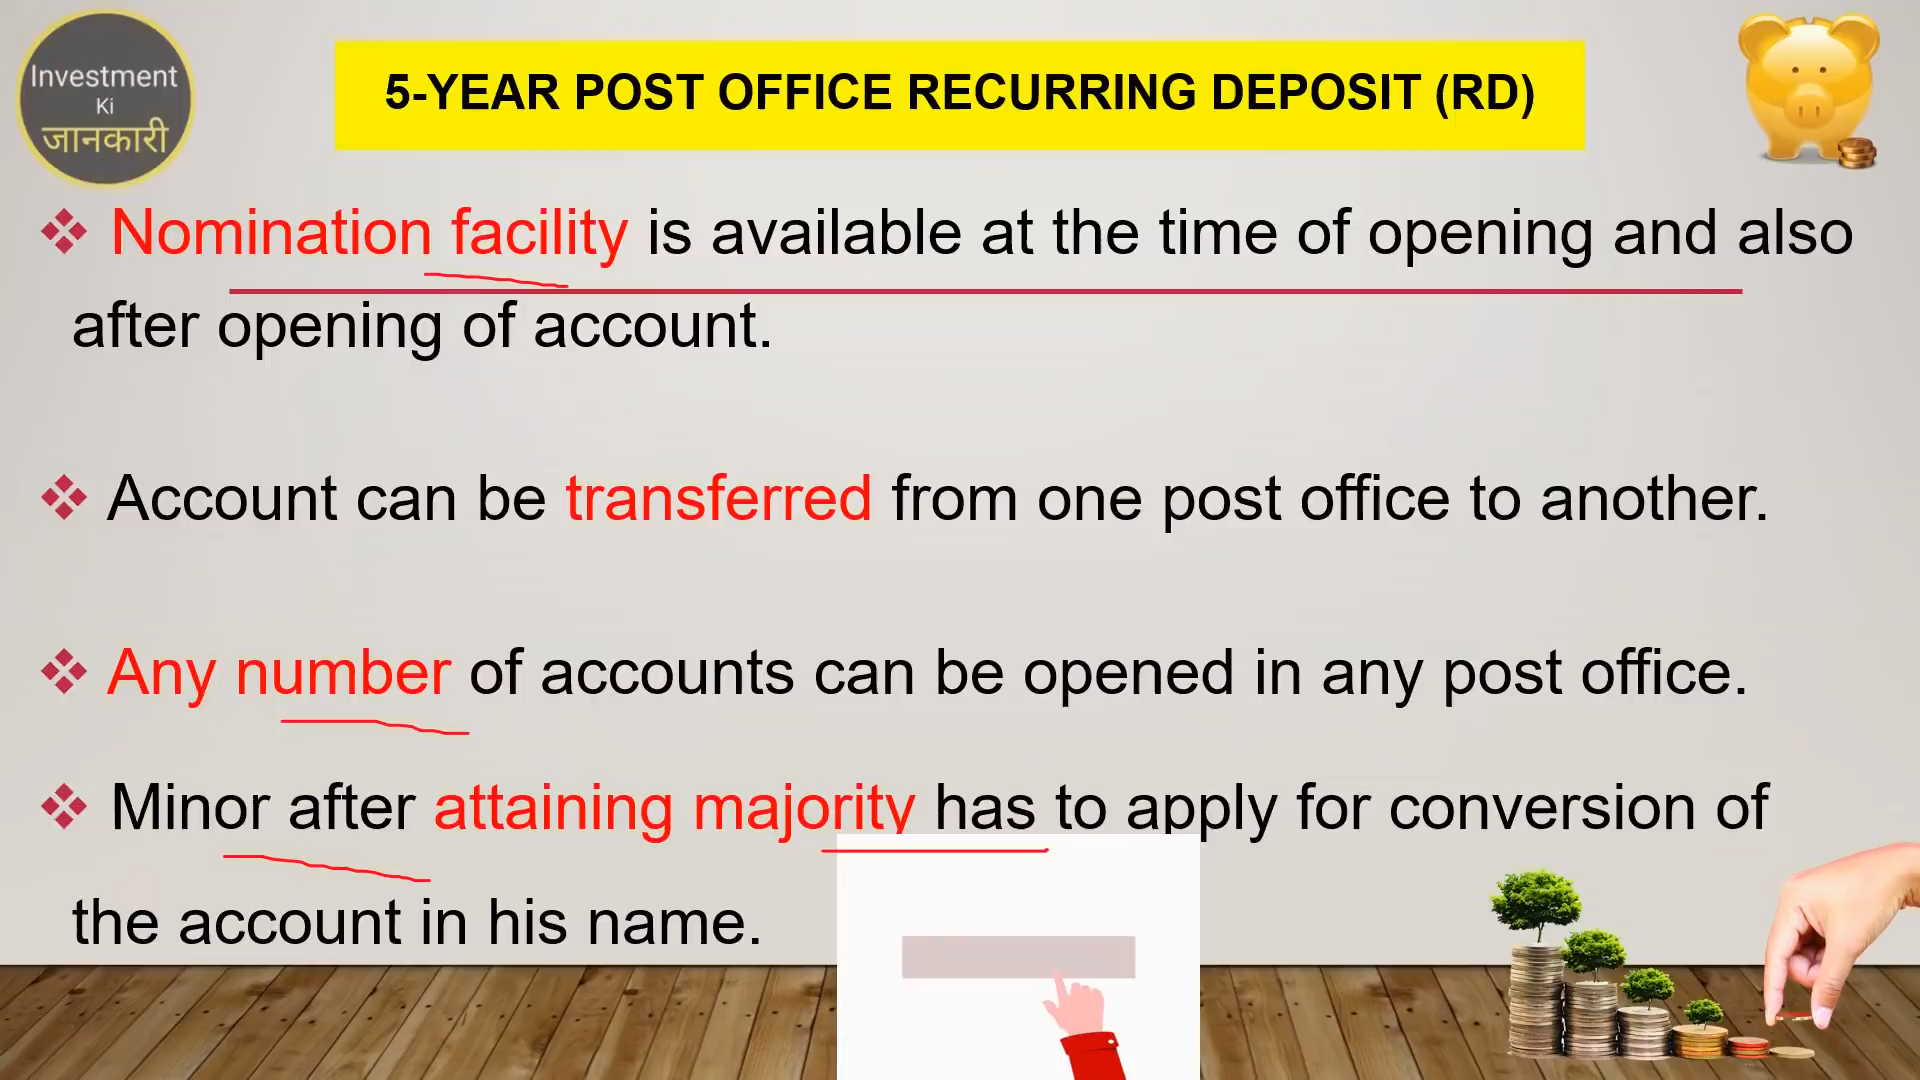 Investment
Ki
जानकारी
5-YEAR POST OFFICE RECURRING DEPOSIT (RD)
Nomination facility is available at the time of opening and also
after opening of account.
Account can be transferred from one post office to another.
Any number of accounts can be opened in any post office.
Minor after attaining majority has to apply for conversion of
the account in his name.